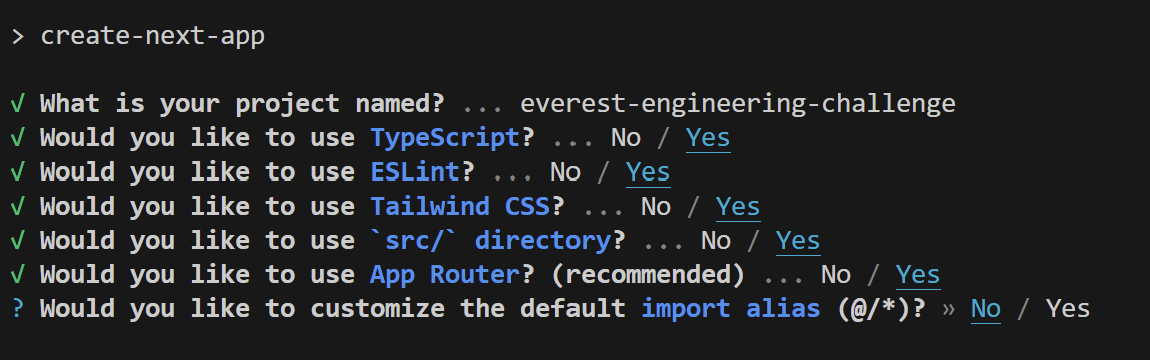 > create-next-app
√ What is your project named? ... everest-engineering-challenge
√ Would you like to use TypeScript? ... No / Yes
√ Would you like to use ESLint? ... No / Yes
√ Would you like to use Tailwind CSS? ... No / Yes
√ Would you like to use `src/` directory? ... No / Yes
√ Would you like to use App Router? (recommended) ... No / Yes
? Would you like to customize the default import alias (@/*)? » No / Yes